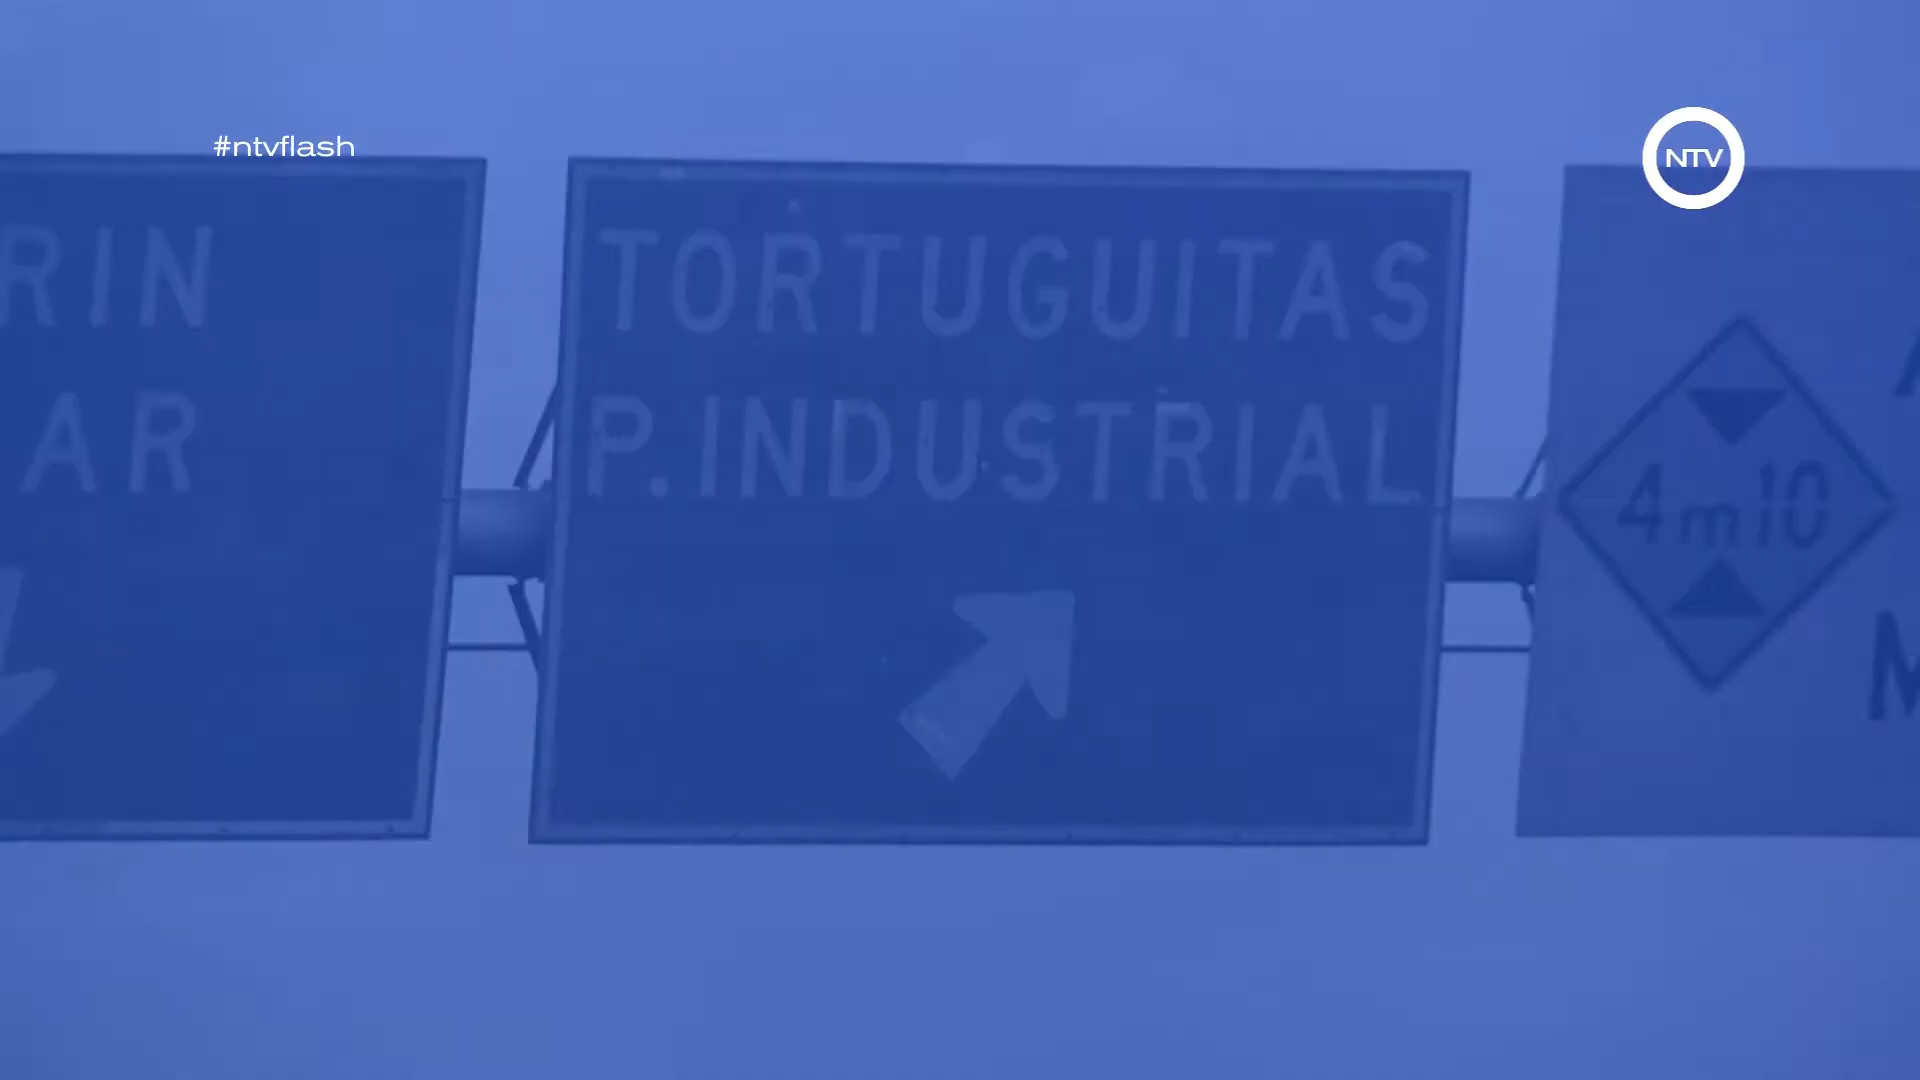 #ntvflash
NTV
RIN
AR
TORTUGUITAS
P. INDUSTRIAL
4m10